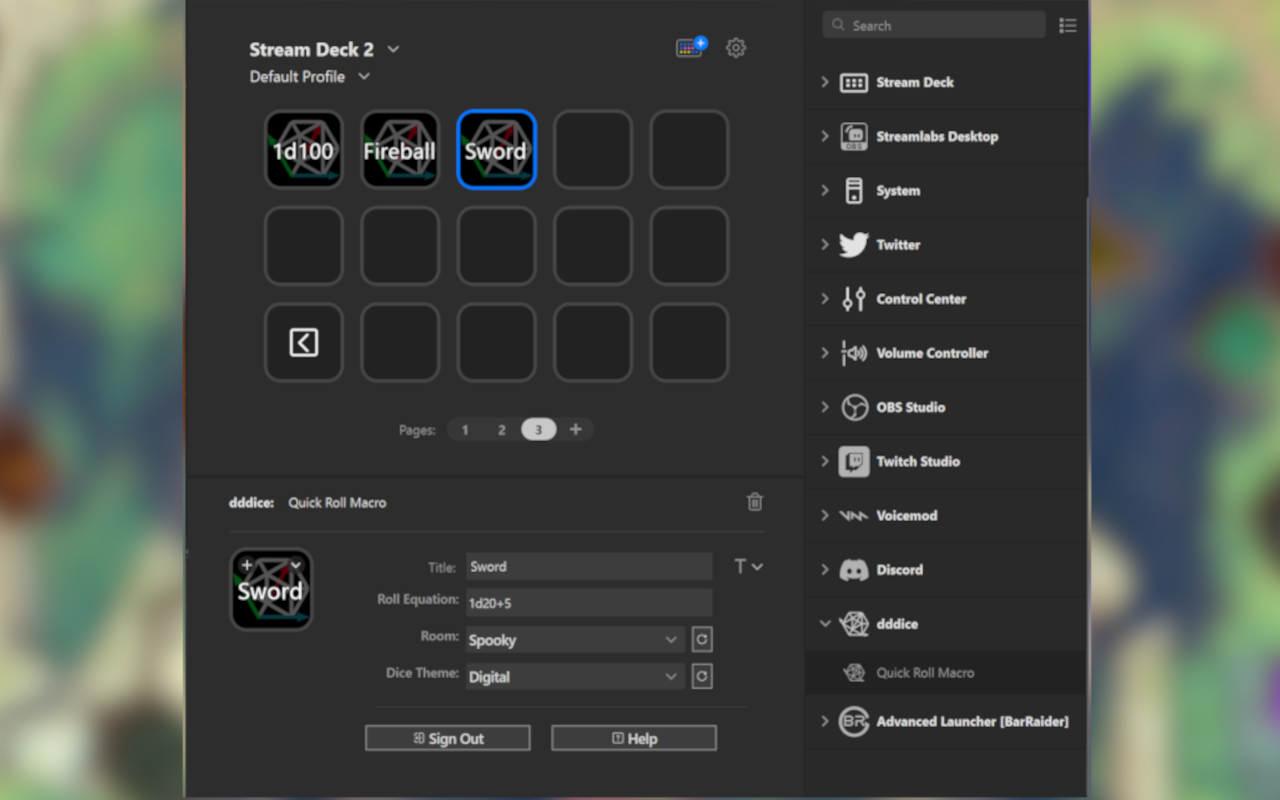 Stream Deck 2
Default Profile
1d100
Fireball
Sword
Pages: 1 2 3 +
dddice: Quick Roll Macro
Sword
Title: Sword
T
Roll Equation: 1d20+5
Room: Spooky
Dice Theme: Digital
Sign Out
Help
Search
Stream Deck
OBS
Streamlabs Desktop
System
Twitter
Control Center
Volume Controller
OBS Studio
Twitch Studio
Voicemod
Discord
dddice
Quick Roll Macro
BR
Advanced Launcher [BarRaider]